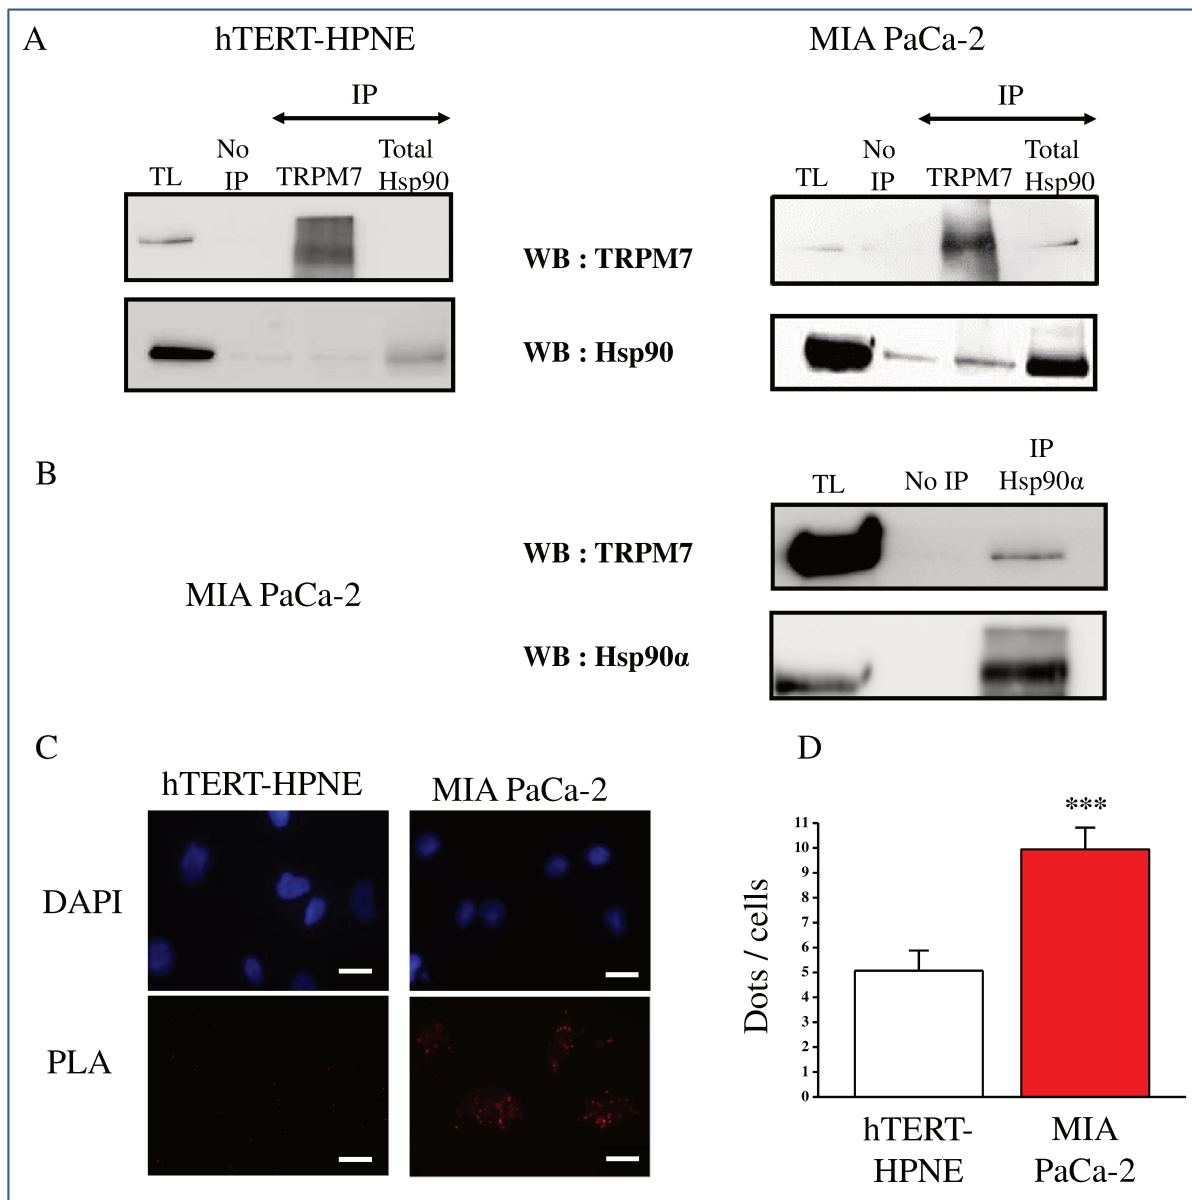 A
hTERT-HPNE
MIA PaCa-2
IP
IP
TL
No
IP
TRPM7
Total
Hsp90
TL
No
IP
TRPM7
Total
Hsp90
WB : TRPM7
WB : Hsp90
B
MIA PaCa-2
TL
No IP
IP
Hsp90α
WB : TRPM7
WB : Hsp90α
C
hTERT-HPNE
MIA PaCa-2
DAPI
PLA
D
***
Dots / cells
11
10
9
8
7
6
5
4
3
2
1
0
hTERT-
HPNE
MIA
PaCa-2